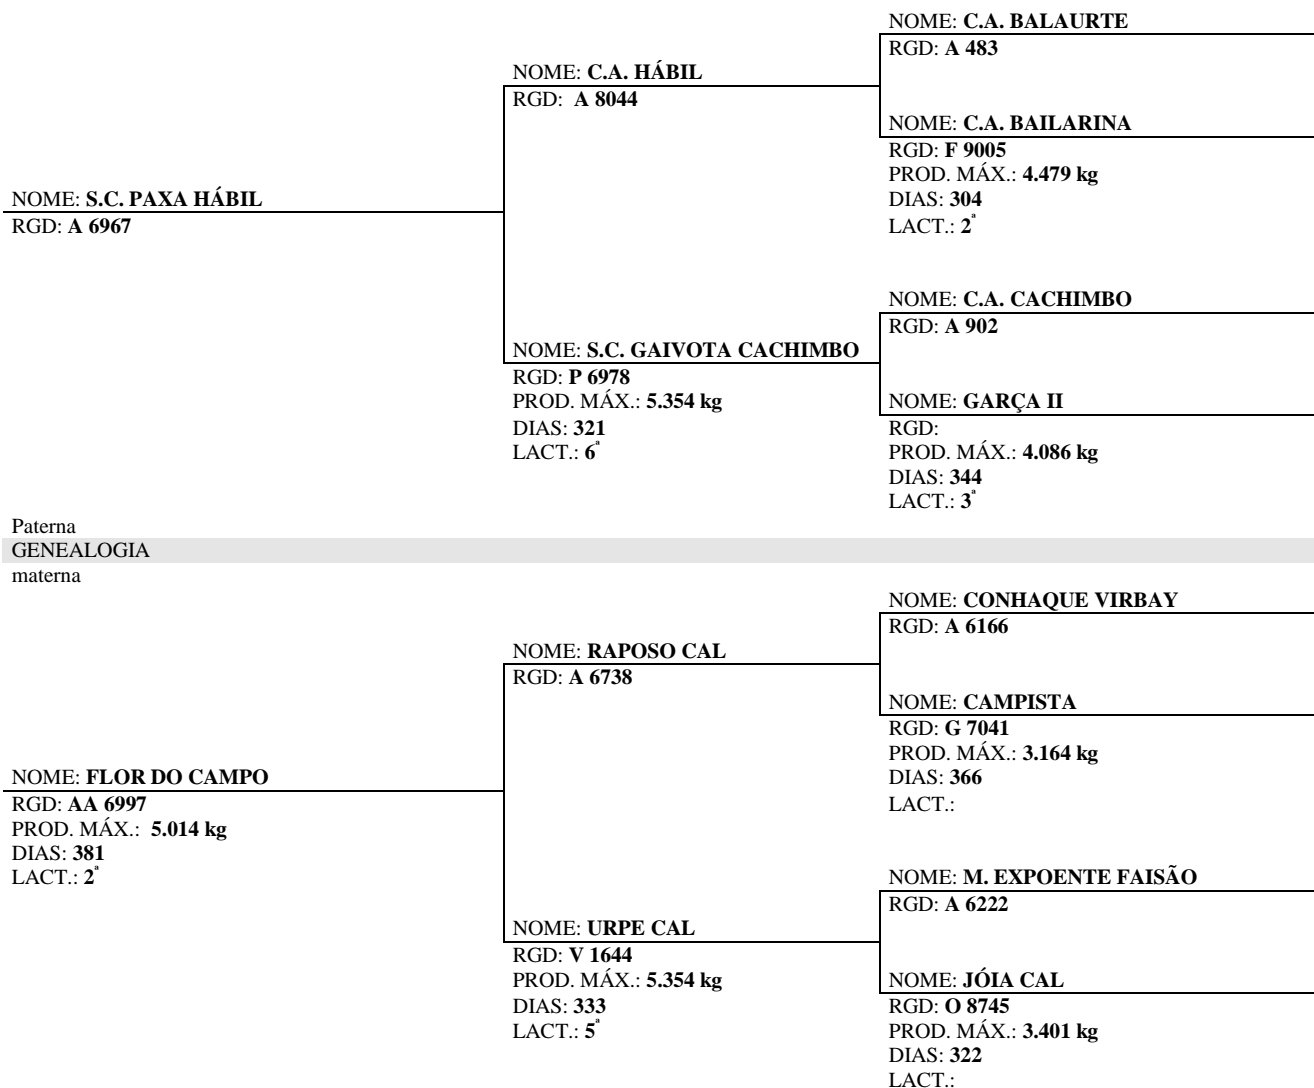 NOME: C.A. BALAURTE
RGD: A 483
NOME: C.A. HÁBIL
RGD: A 8044
NOME: C.A. BAILARINA
RGD: F 9005
PROD. MÁX.: 4.479 kg
DIAS: 304
LACT.: 2ª
NOME: S.C. PAXA HÁBIL
RGD: A 6967
NOME: C.A. CACHIMBO
RGD: A 902
NOME: S.C. GAIVOTA CACHIMBO
RGD: P 6978
PROD. MÁX.: 5.354 kg
DIAS: 321
LACT.: 6ª
NOME: GARÇA II
RGD:
PROD. MÁX.: 4.086 kg
DIAS: 344
LACT.: 3ª
Paterna
GENEALOGIA
materna
NOME: CONHAQUE VIRBAY
RGD: A 6166
NOME: RAPOSO CAL
RGD: A 6738
NOME: CAMPISTA
RGD: G 7041
PROD. MÁX.: 3.164 kg
DIAS: 366
LACT.:
NOME: FLOR DO CAMPO
RGD: AA 6997
PROD. MÁX.: 5.014 kg
DIAS: 381
LACT.: 2ª
NOME: M. EXPOENTE FAISÃO
RGD: A 6222
NOME: URPE CAL
RGD: V 1644
PROD. MÁX.: 5.354 kg
DIAS: 333
LACT.: 5ª
NOME: JÓIA CAL
RGD: O 8745
PROD. MÁX.: 3.401 kg
DIAS: 322
LACT.: